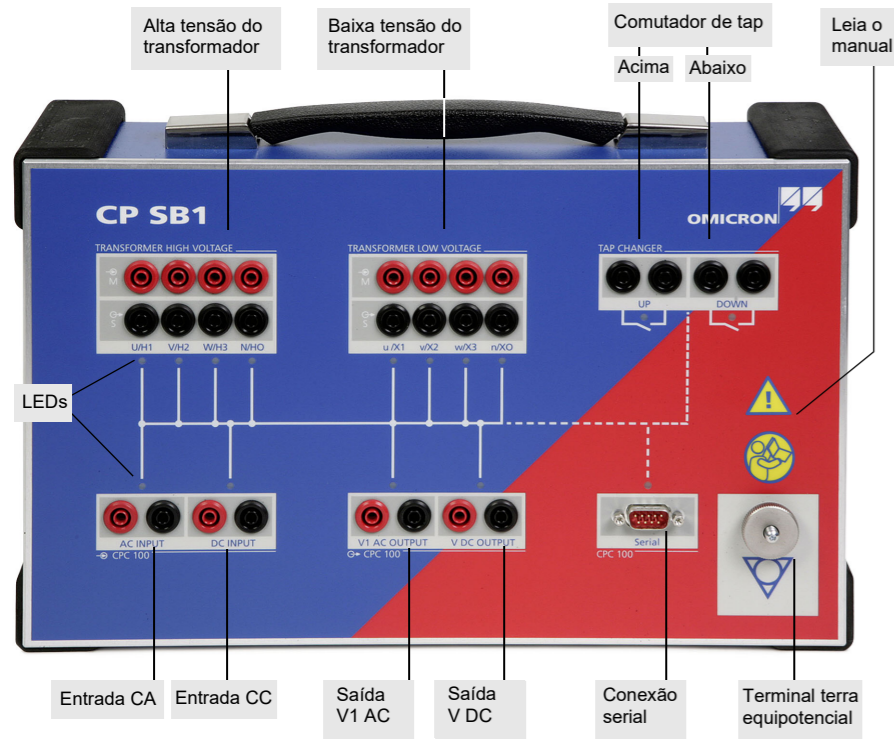 Alta tensão do
transformador
Baixa tensão do
transformador
Comutador de tap
Acima
Abaixo
Leia o
manual
CP SB1
OMICRON
TRANSFORMER HIGH VOLTAGE
TRANSFORMER LOW VOLTAGE
TAP CHANGER
M
M
S
S
UP
DOWN
U/H1 V/H2 W/H3 N/HO
u/X1 v/X2 w/X3 n/XO
LEDs
AC INPUT
DC INPUT
CPC 100
V1 AC OUTPUT
V DC OUTPUT
CPC 100
Serial
CPC 100
Entrada CA
Entrada CC
Saída
V1 AC
Saída
V DC
Conexão
serial
Terminal terra
equipotencial